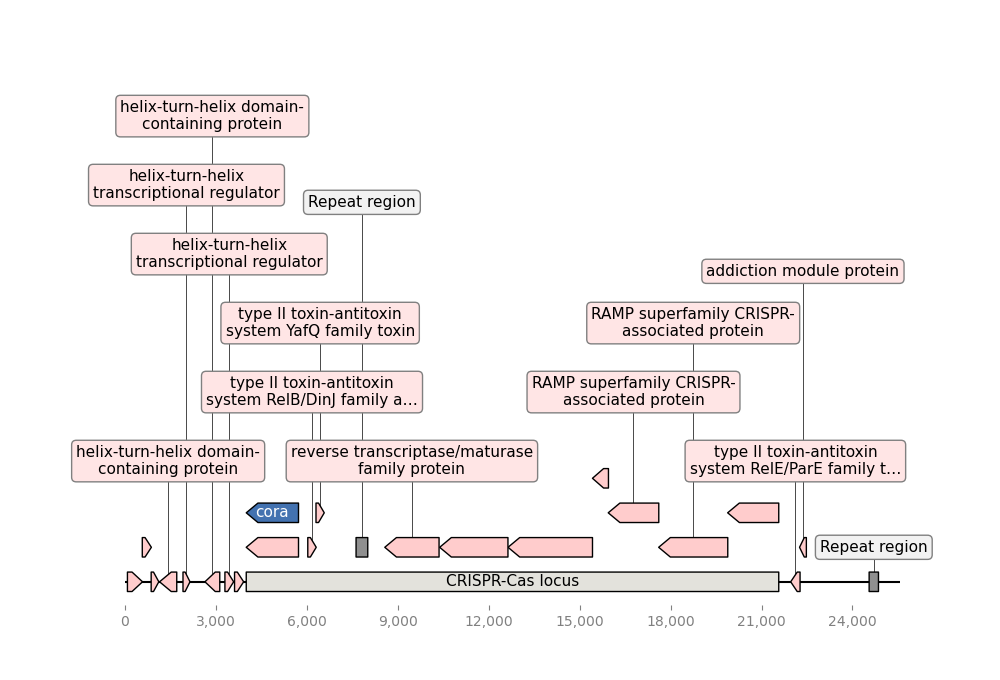 helix-turn-helix domain-
containing protein
helix-turn-helix
transcriptional regulator
Repeat region
helix-turn-helix
transcriptional regulator
addiction module protein
type II toxin-antitoxin
system YafQ family toxin
RAMP superfamily CRISPR-
associated protein
type II toxin-antitoxin
system RelB/DinJ family a…
RAMP superfamily CRISPR-
associated protein
helix-turn-helix domain-
containing protein
reverse transcriptase/maturase
family protein
type II toxin-antitoxin
system RelE/ParE family t…
cora
Repeat region
CRISPR-Cas locus
0
3,000
6,000
9,000
12,000
15,000
18,000
21,000
24,000